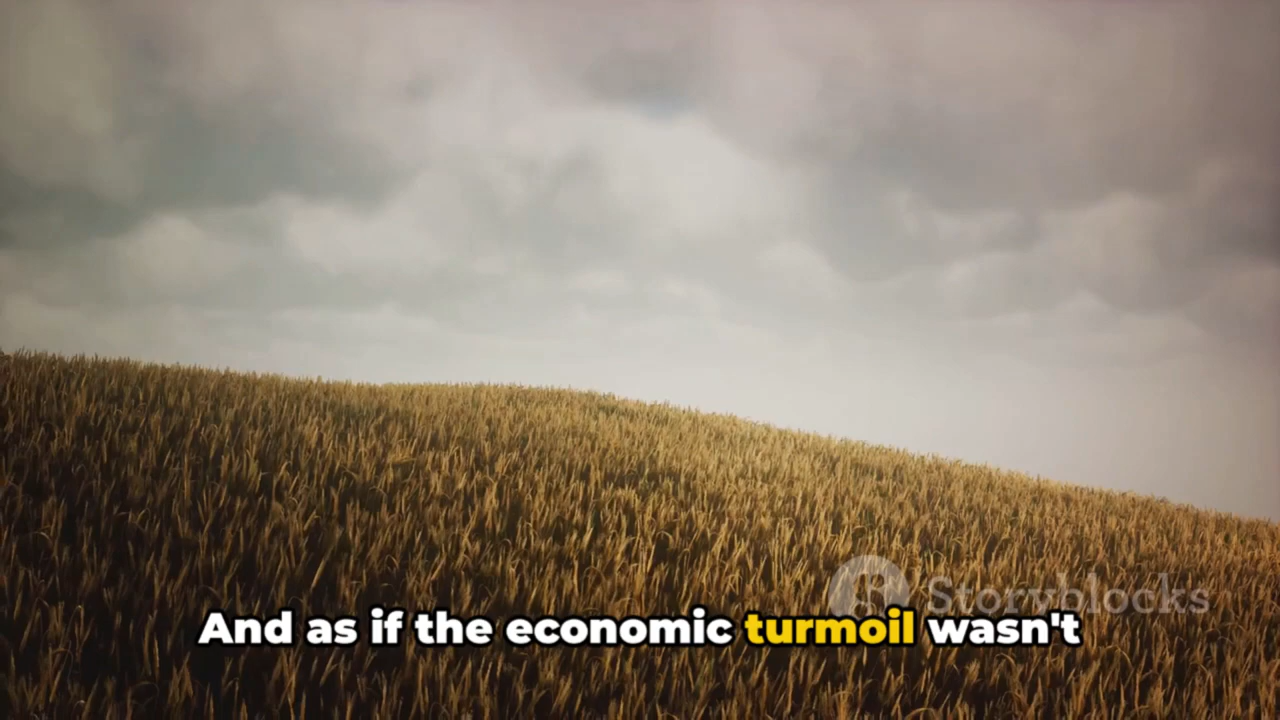 Storyblocks
And as if the economic turmoil wasn't